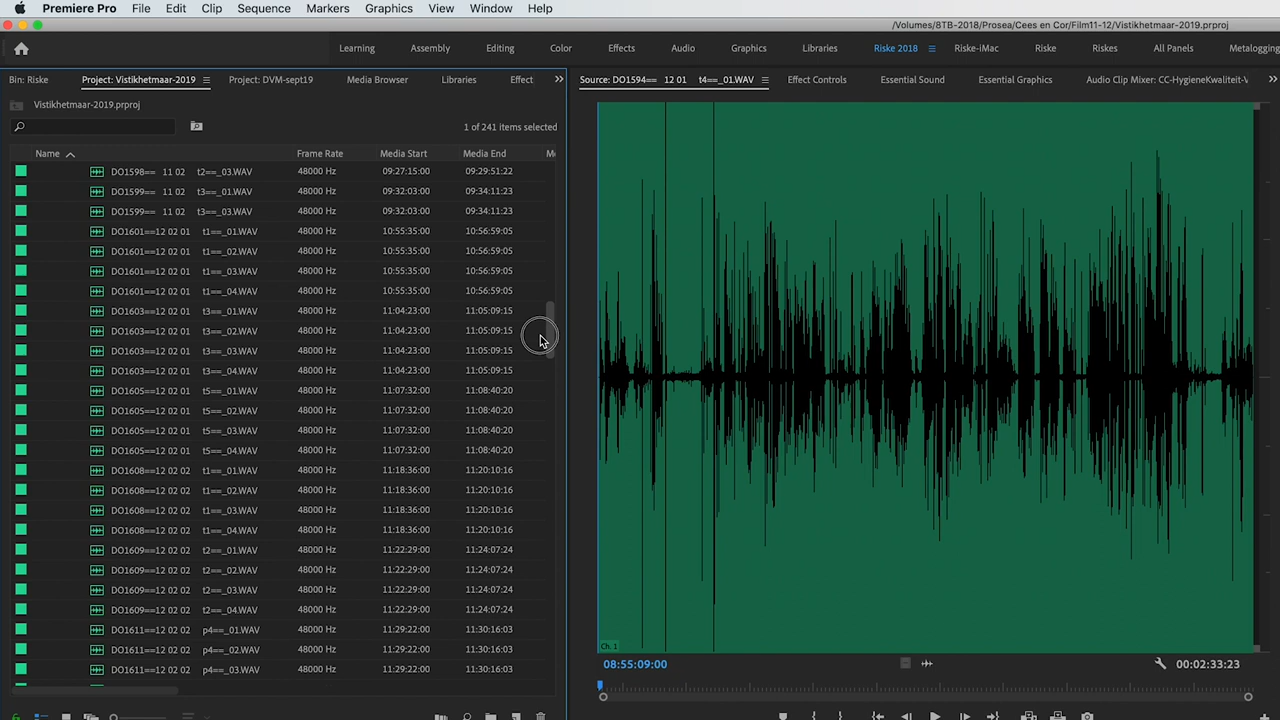 Premiere Pro File Edit Clip Sequence Markers Graphics View Window Help
/Volumes/8TB-2018/Prosea/Cees en Cor/Film11-12/Vistikhetmaar-2019.prproj
Learning Assembly Editing Color Effects Audio Graphics Libraries Riske 2018 Riske-iMac Riske Riskes All Panels Metalogging
Bin: Riske Project: Vistikhetmaar-2019 Project: DVM-sept19 Media Browser Libraries Effect
Source: DO1594== 12 01 t4==_01.WAV Effect Controls Essential Sound Essential Graphics Audio Clip Mixer: CC-HygieneKwaliteit-V
Vistikhetmaar-2019.prproj
1 of 241 items selected
Name Frame Rate Media Start Media End Me
DO1598== 11 02 t2==_03.WAV 48000 Hz 09:27:15:00 09:29:51:22
DO1599== 11 02 t3==_01.WAV 48000 Hz 09:32:03:00 09:34:11:23
DO1599== 11 02 t3==_03.WAV 48000 Hz 09:32:03:00 09:34:11:23
DO1601==12 02 01 t1==_01.WAV 48000 Hz 10:55:35:00 10:56:59:05
DO1601==12 02 01 t1==_02.WAV 48000 Hz 10:55:35:00 10:56:59:05
DO1601==12 02 01 t1==_03.WAV 48000 Hz 10:55:35:00 10:56:59:05
DO1601==12 02 01 t1==_04.WAV 48000 Hz 10:55:35:00 10:56:59:05
DO1603==12 02 01 t3==_01.WAV 48000 Hz 11:04:23:00 11:05:09:15
DO1603==12 02 01 t3==_02.WAV 48000 Hz 11:04:23:00 11:05:09:15
DO1603==12 02 01 t3==_03.WAV 48000 Hz 11:04:23:00 11:05:09:15
DO1603==12 02 01 t3==_04.WAV 48000 Hz 11:04:23:00 11:05:09:15
DO1605==12 02 01 t5==_01.WAV 48000 Hz 11:07:32:00 11:08:40:20
DO1605==12 02 01 t5==_02.WAV 48000 Hz 11:07:32:00 11:08:40:20
DO1605==12 02 01 t5==_03.WAV 48000 Hz 11:07:32:00 11:08:40:20
DO1605==12 02 01 t5==_04.WAV 48000 Hz 11:07:32:00 11:08:40:20
DO1608==12 02 02 t1==_01.WAV 48000 Hz 11:18:36:00 11:20:10:16
DO1608==12 02 02 t1==_02.WAV 48000 Hz 11:18:36:00 11:20:10:16
DO1608==12 02 02 t1==_03.WAV 48000 Hz 11:18:36:00 11:20:10:16
DO1608==12 02 02 t1==_04.WAV 48000 Hz 11:18:36:00 11:20:10:16
DO1609==12 02 02 t2==_01.WAV 48000 Hz 11:22:29:00 11:24:07:24
DO1609==12 02 02 t2==_02.WAV 48000 Hz 11:22:29:00 11:24:07:24
DO1609==12 02 02 t2==_03.WAV 48000 Hz 11:22:29:00 11:24:07:24
DO1609==12 02 02 t2==_04.WAV 48000 Hz 11:22:29:00 11:24:07:24
DO1611==12 02 02 p4==_01.WAV 48000 Hz 11:29:22:00 11:30:16:03
DO1611==12 02 02 p4==_02.WAV 48000 Hz 11:29:22:00 11:30:16:03
DO1611==12 02 02 p4==_03.WAV 48000 Hz 11:29:22:00 11:30:16:03
Ch. 1
08:55:09:00 00:02:33:23